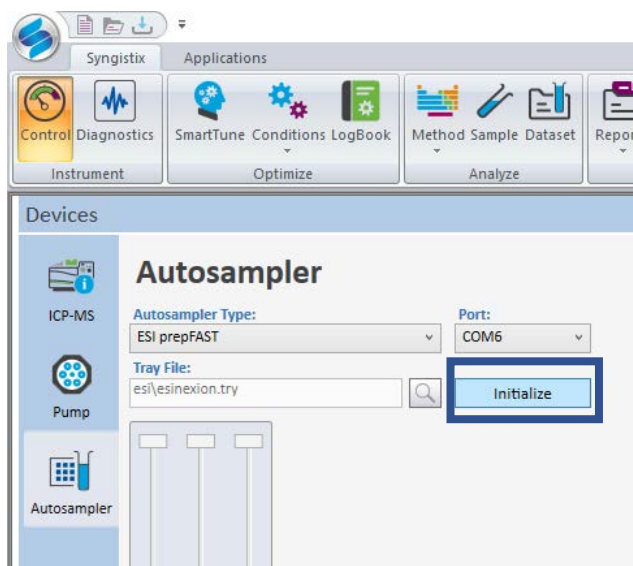 Syngistix Applications
Control Diagnostics SmartTune Conditions LogBook Method Sample Dataset Repor
Instrument Optimize Analyze
Devices
Autosampler
ICP-MS
Autosampler Type: Port:
ESI prepFAST COM6
Tray File:
esi\esinexion.try Initialize
Pump
Autosampler